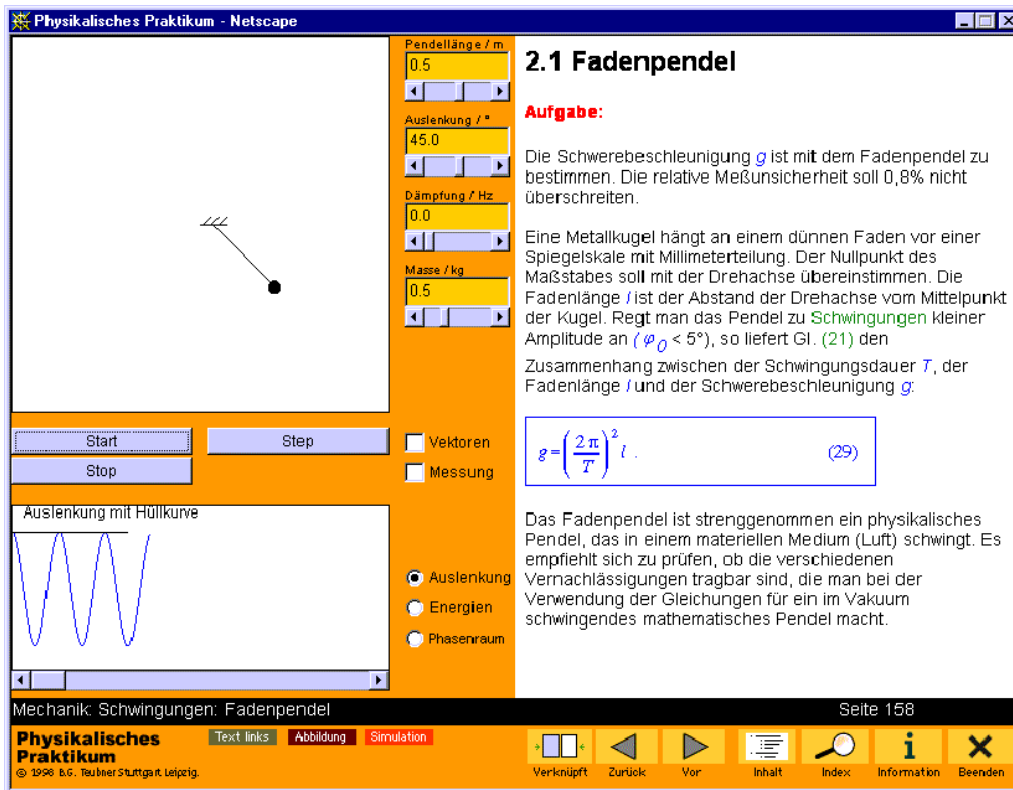 Physikalisches Praktikum - Netscape
Pendellänge / m
0.5
Auslenkung / °
45.0
Dämpfung / Hz
0.0
Masse / kg
0.5
Start
Step
Stop
Vektoren
Messung
Auslenkung mit Hüllkurve
Auslenkung
Energien
Phasenraum
2.1 Fadenpendel
Aufgabe:
Die Schwerebeschleunigung g ist mit dem Fadenpendel zu
bestimmen. Die relative Meßunsicherheit soll 0,8% nicht
überschreiten.
Eine Metallkugel hängt an einem dünnen Faden vor einer
Spiegelskale mit Millimeterteilung. Der Nullpunkt des
Maßstabes soll mit der Drehachse übereinstimmen. Die
Fadenlänge l ist der Abstand der Drehachse vom Mittelpunkt
der Kugel. Regt man das Pendel zu Schwingungen kleiner
Amplitude an (φ₀ < 5°), so liefert Gl. (21) den
Zusammenhang zwischen der Schwingungsdauer T, der
Fadenlänge l und der Schwerebeschleunigung g:
g = (2 π / T)² l . (29)
Das Fadenpendel ist strenggenommen ein physikalisches
Pendel, das in einem materiellen Medium (Luft) schwingt. Es
empfiehlt sich zu prüfen, ob die verschiedenen
Vernachlässigungen tragbar sind, die man bei der
Verwendung der Gleichungen für ein im Vakuum
schwingendes mathematisches Pendel macht.
Mechanik: Schwingungen: Fadenpendel
Seite 158
Physikalisches
Praktikum
© 1998 B.G. Teubner Stuttgart Leipzig.
Text links
Abbildung
Simulation
Verknüpft
Zurück
Vor
Inhalt
Index
Information
Beenden